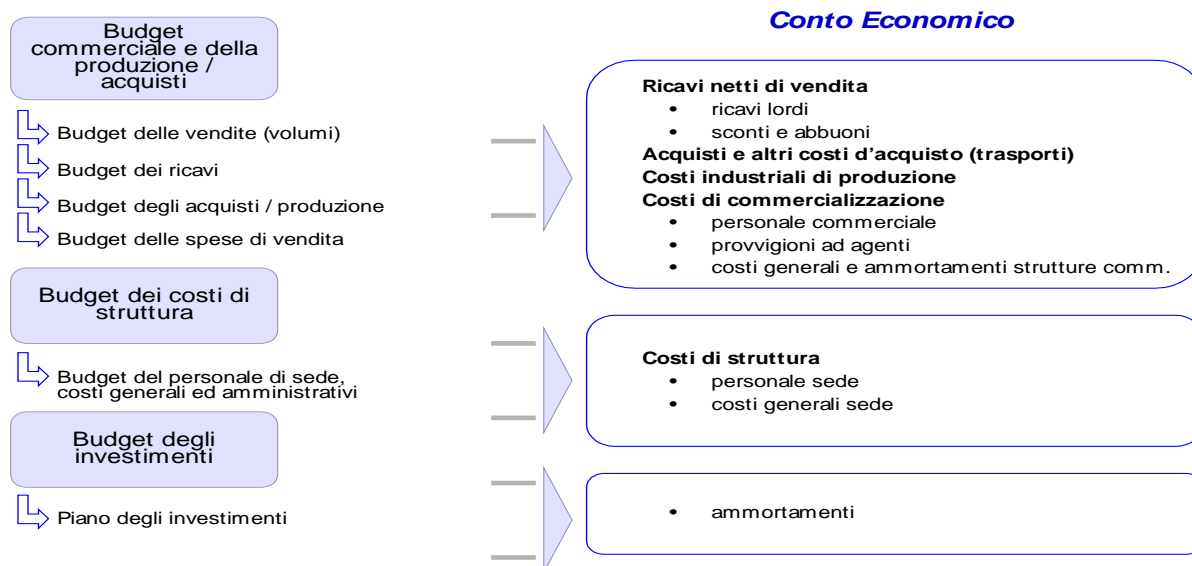 Budget
commerciale e della
produzione /
acquisti
Budget delle vendite (volumi)
Budget dei ricavi
Budget degli acquisti / produzione
Budget delle spese di vendita
Budget dei costi di
struttura
Budget del personale di sede,
costi generali ed amministrativi
Budget degli
investimenti
Piano degli investimenti
Conto Economico
Ricavi netti di vendita
• ricavi lordi
• sconti e abbuoni
Acquisti e altri costi d'acquisto (trasporti)
Costi industriali di produzione
Costi di commercializzazione
• personale commerciale
• provvigioni ad agenti
• costi generali e ammortamenti strutture comm.
Costi di struttura
• personale sede
• costi generali sede
• ammortamenti